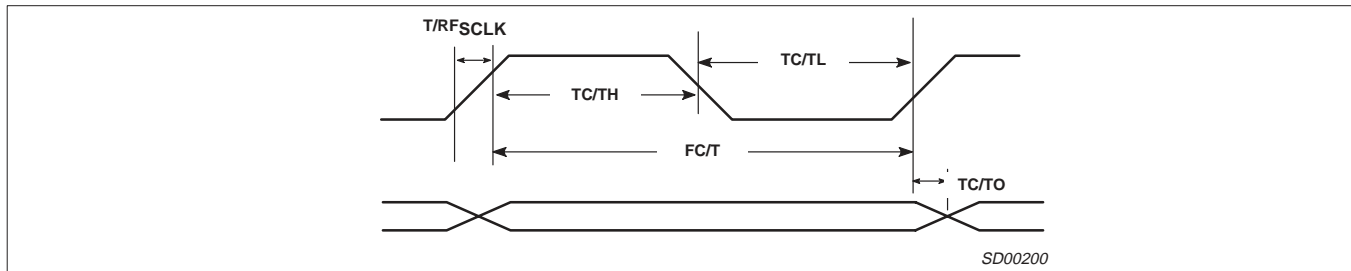 T/RFSCLK
TC/TL
TC/TH
FC/T
TC/TO
SD00200